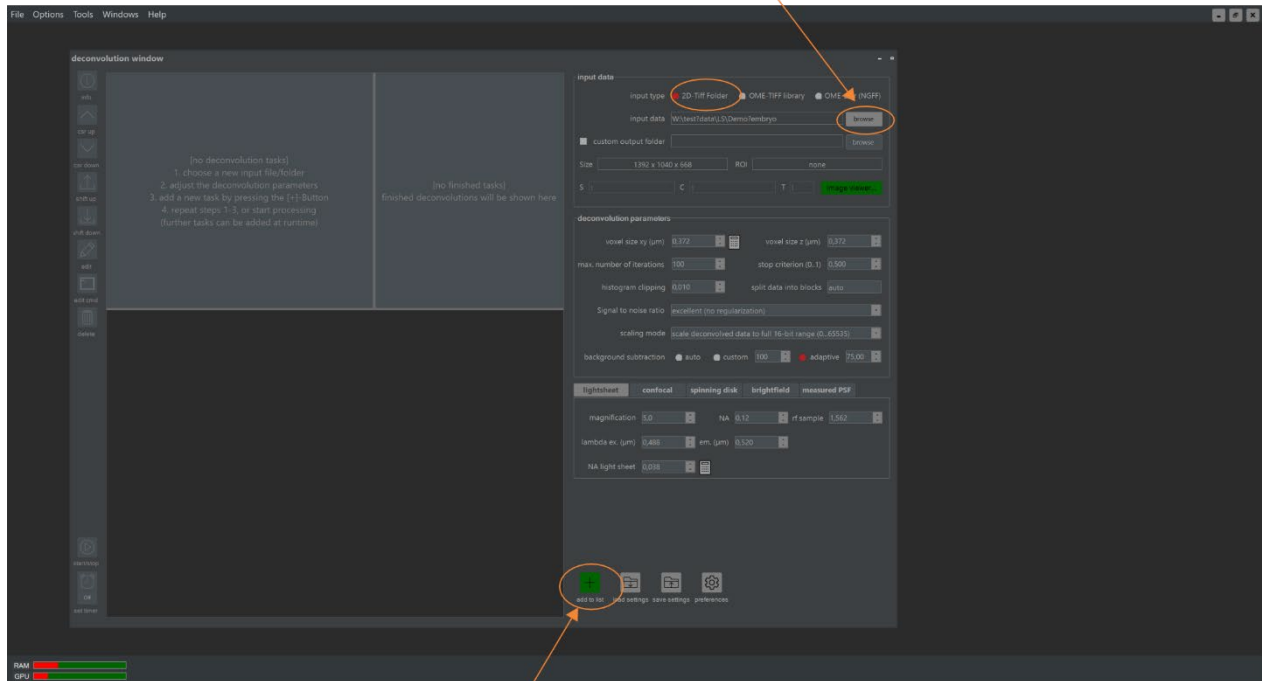 File Options Tools Windows Help
deconvolution window
info
cur up
cur down
shift up
shift down
edit
edit cmd
delete
[no deconvolution tasks]
1. choose a new input file/folder
2. adjust the deconvolution parameters
3. add a new task by pressing the [+]-Button
4. repeat steps 1-3, or start processing
(further tasks can be added at runtime)
[no finished tasks]
finished deconvolutions will be shown here
start/stop
Off
set timer
input data
input type 2D-Tiff Folder OME-TIFF library OME- (NGFF)
input data browse
custom output folder browse
Size 1392 x 1040 x 668 ROI none
S C T Image viewer...
deconvolution parameters
voxel size xy (µm) 0,372 voxel size z (µm) 0,372
max. number of iterations 100 stop criterion (0..1) 0,500
histogram clipping 0,010 split data into blocks auto
Signal to noise ratio excellent (no regularization)
scaling mode scale deconvolved data to full 16-bit range (0...65535)
background subtraction auto custom 100 adaptive 75,00
lightsheet confocal spinning disk brightfield measured PSF
magnification 5,0 NA 0,12 rf sample 1,562
lambda ex. (µm) 0,488 em. (µm) 0,520
NA light sheet 0,038
add to list load settings save settings preferences
RAM
GPU